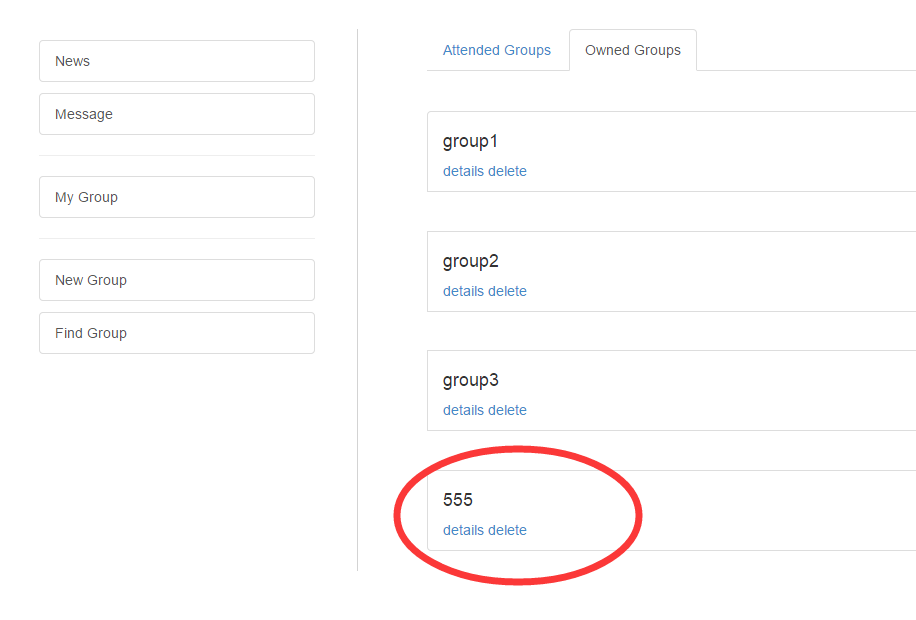 News
Message
My Group
New Group
Find Group
Attended Groups Owned Groups
group1
details delete
group2
details delete
group3
details delete
555
details delete